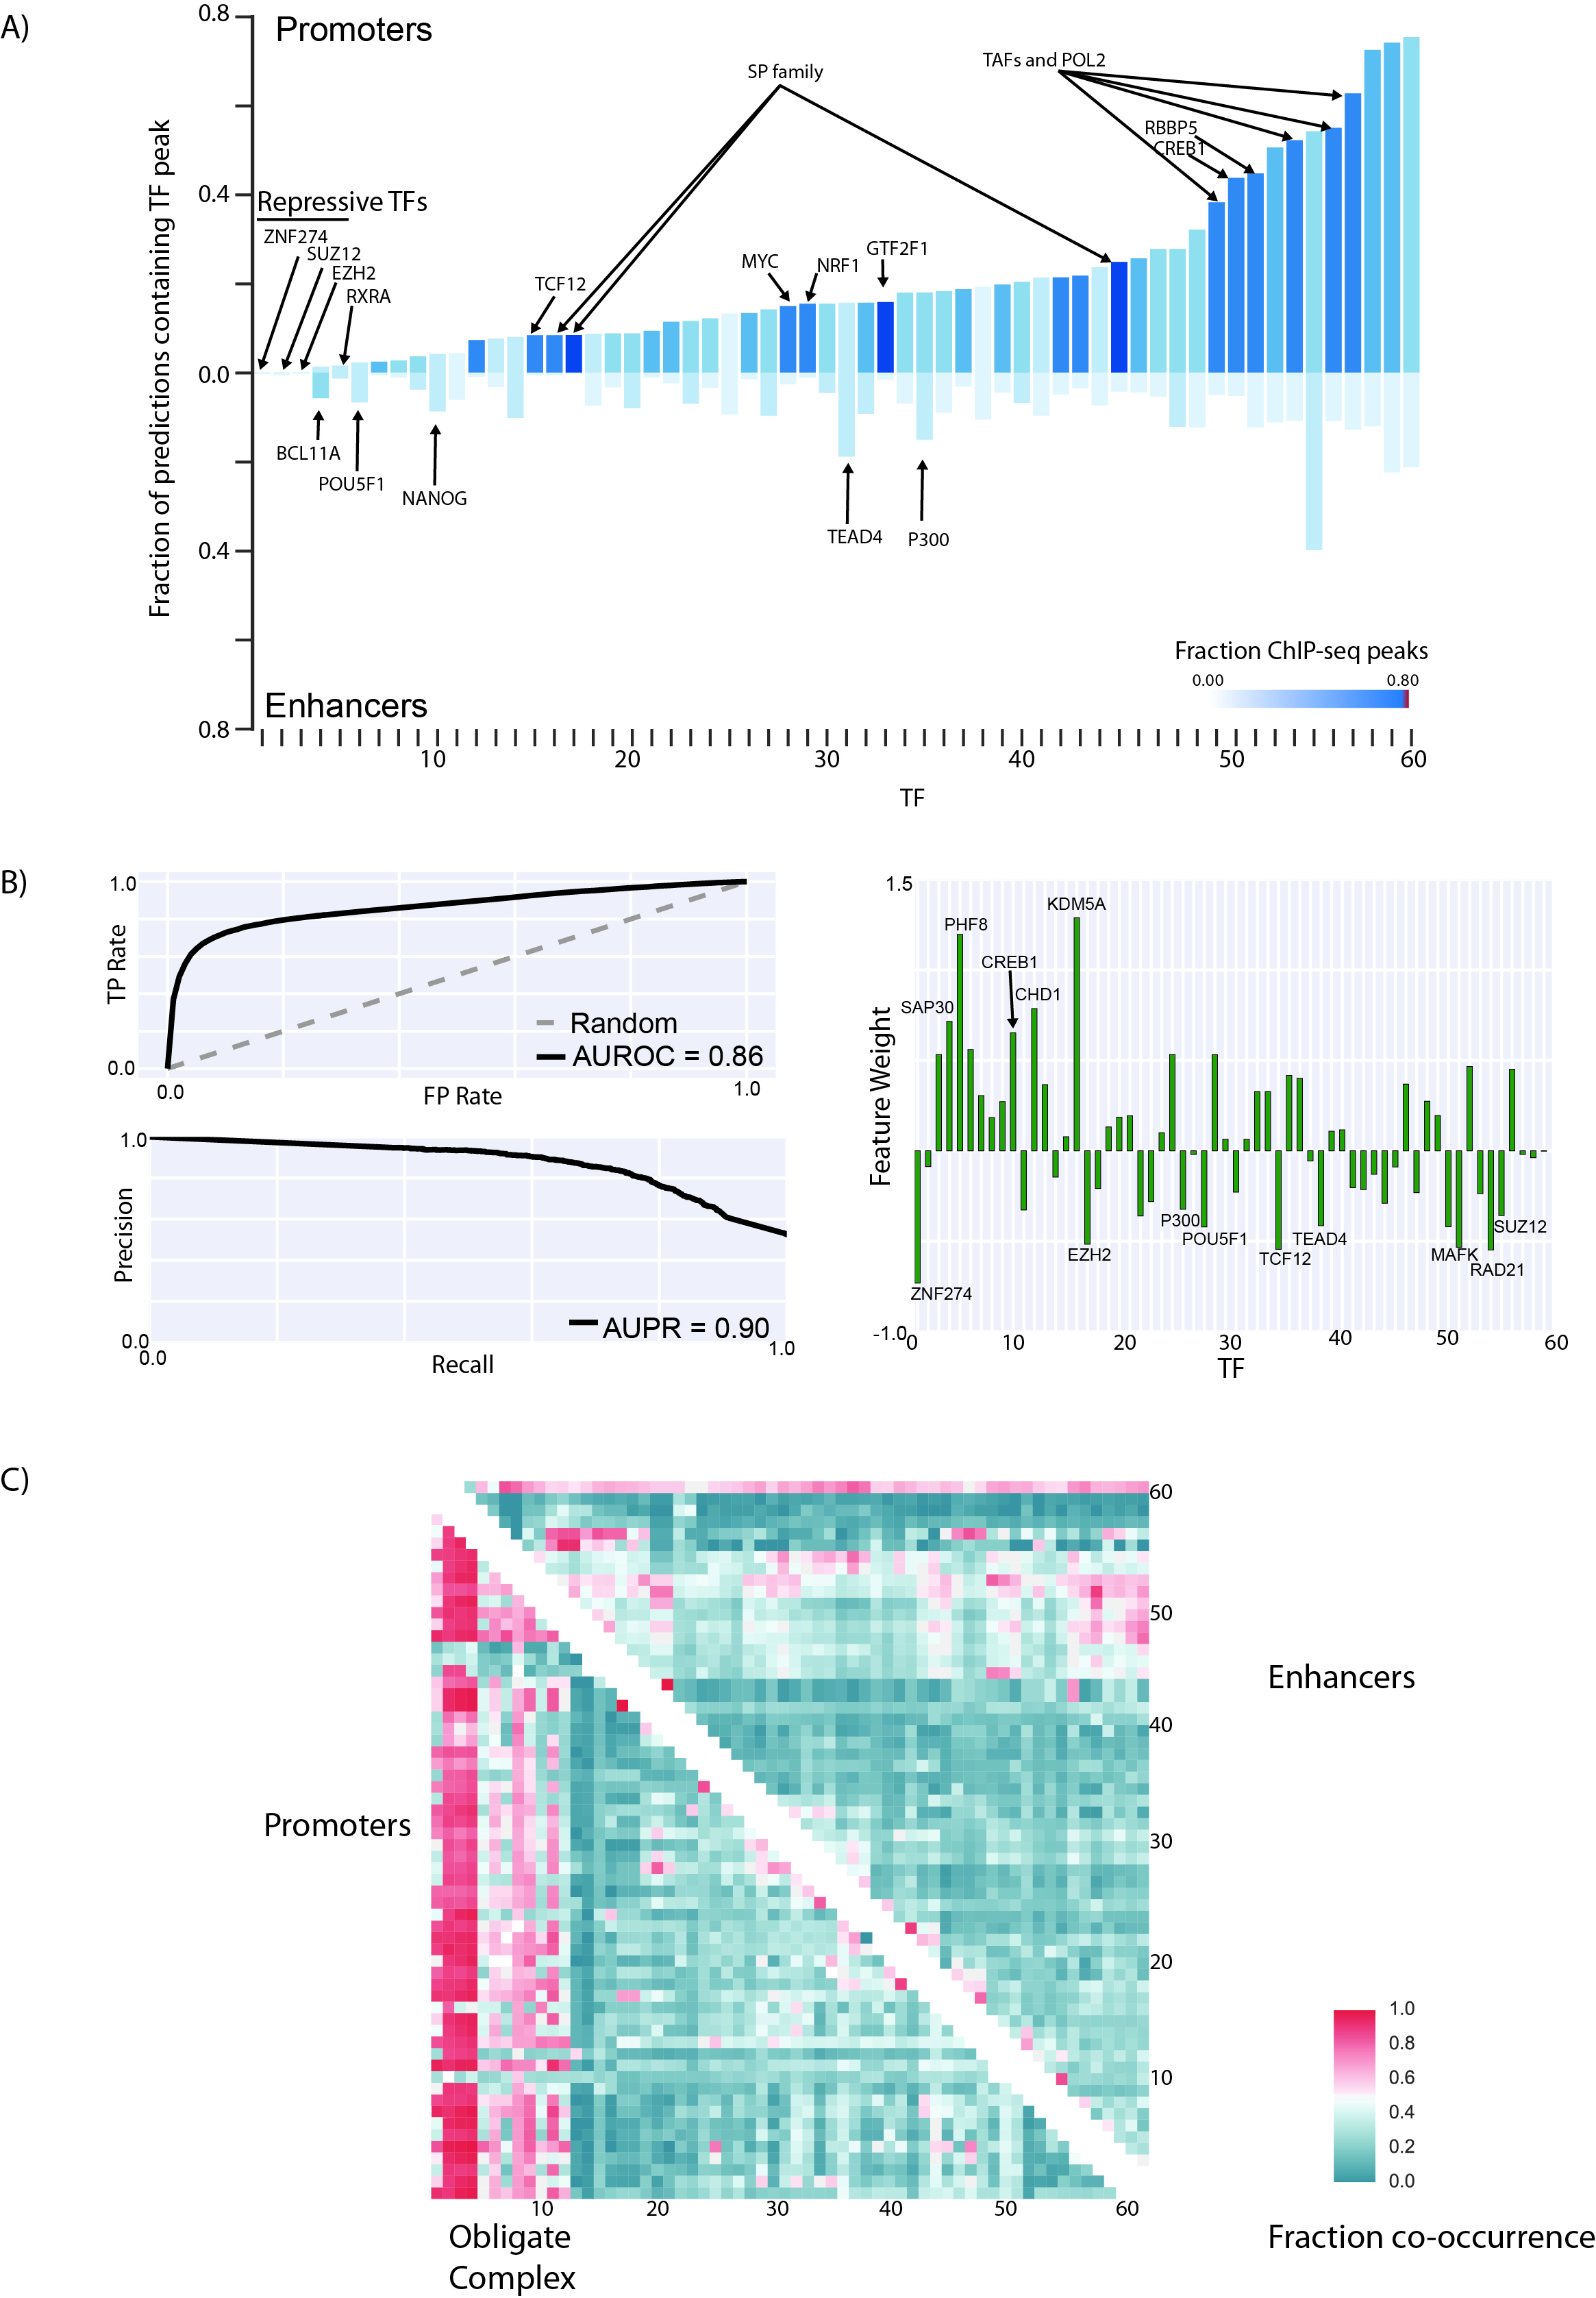 A)
0.8
Promoters
SP family
TAFs and POL2
RBBP5
CREB1
0.4
Repressive TFs
ZNF274
SUZ12
EZH2
RXRA
TCF12
MYC
NRF1
GTF2F1
Fraction of predictions containing TF peak
0.0
BCL11A
POU5F1
NANOG
TEAD4
P300
0.4
Fraction ChIP-seq peaks
0.00 0.80
Enhancers
0.8
10 20 30 40 50 60
TF
B)
1.0
TP Rate
Random
AUROC = 0.86
0.0
0.0 1.0
FP Rate
1.0
Precision
AUPR = 0.90
0.0
0.0 1.0
Recall
1.5
KDM5A
PHF8
CREB1
CHD1
SAP30
Feature Weight
P300
POU5F1
TEAD4
SUZ12
EZH2
TCF12
MAFK
RAD21
ZNF274
-1.0
0 10 20 30 40 50 60
TF
C)
60
50
Enhancers
40
Promoters
30
20
10
1.0
0.8
0.6
0.4
0.2
0.0
10 20 30 40 50 60
Obligate
Complex
Fraction co-occurrence